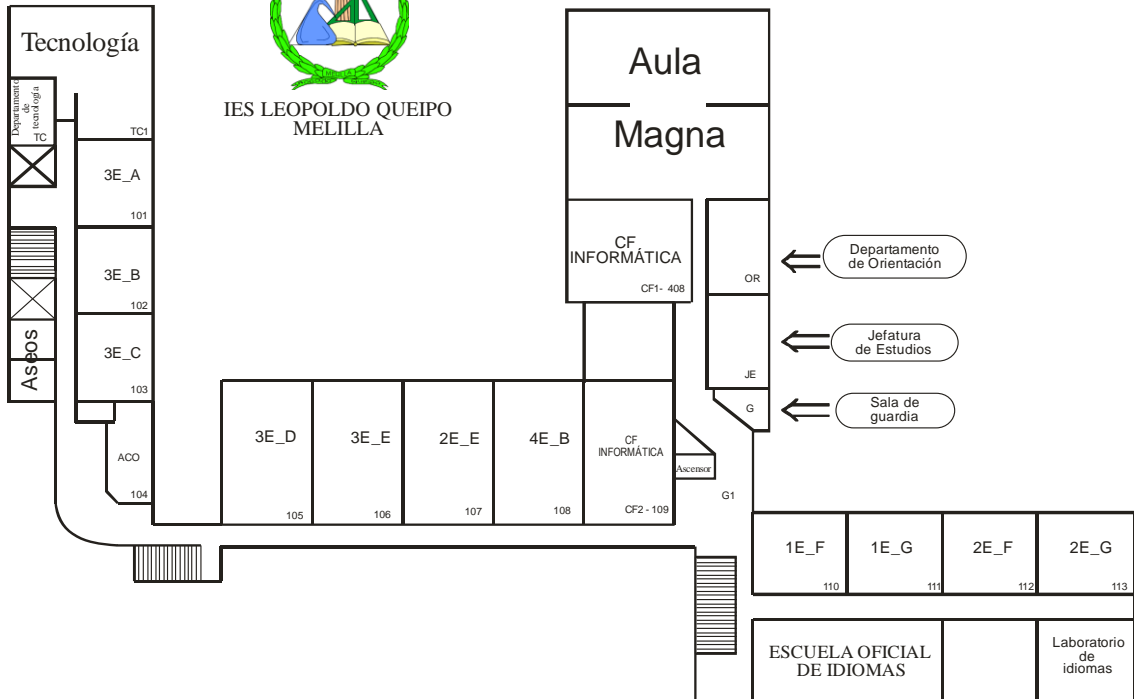 Tecnología
Departamento
de
tecnología
TC
TC1
IES LEOPOLDO QUEIPO
MELILLA
Aula
Magna
3E_A
101
3E_B
102
3E_C
103
Aseos
ACO
104
CF
INFORMÁTICA
CF1- 408
OR
Departamento
de Orientación
JE
Jefatura
de Estudios
G
Sala de
guardia
3E_D
105
3E_E
106
2E_E
107
4E_B
108
CF
INFORMÁTICA
CF2 - 109
Ascensor
G1
1E_F
110
1E_G
111
2E_F
112
2E_G
113
ESCUELA OFICIAL
DE IDIOMAS
Laboratorio
de
idiomas